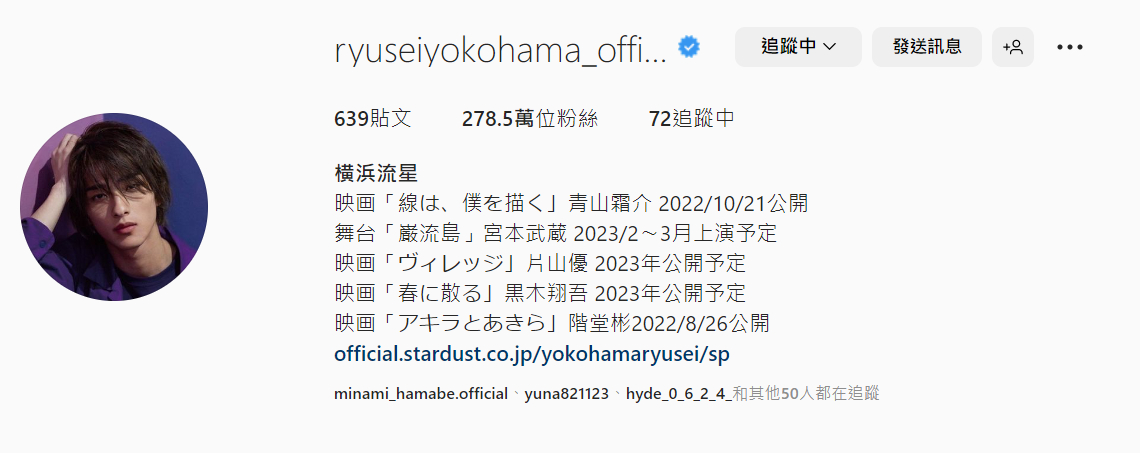 ryuseiyokohama_offi... 追蹤中 發送訊息
639貼文 278.5萬位粉絲 72追蹤中
横浜流星
映画「線は、僕を描く」青山霜介 2022/10/21公開
舞台「巌流島」宮本武蔵 2023/2～3月上演予定
映画「ヴィレッジ」片山優 2023年公開予定
映画「春に散る」黒木翔吾 2023年公開予定
映画「アキラとあきら」階堂彬2022/8/26公開
official.stardust.co.jp/yokohamaryusei/sp
minami_hamabe.official、yuna821123、hyde_0_6_2_4_和其他50人都在追蹤